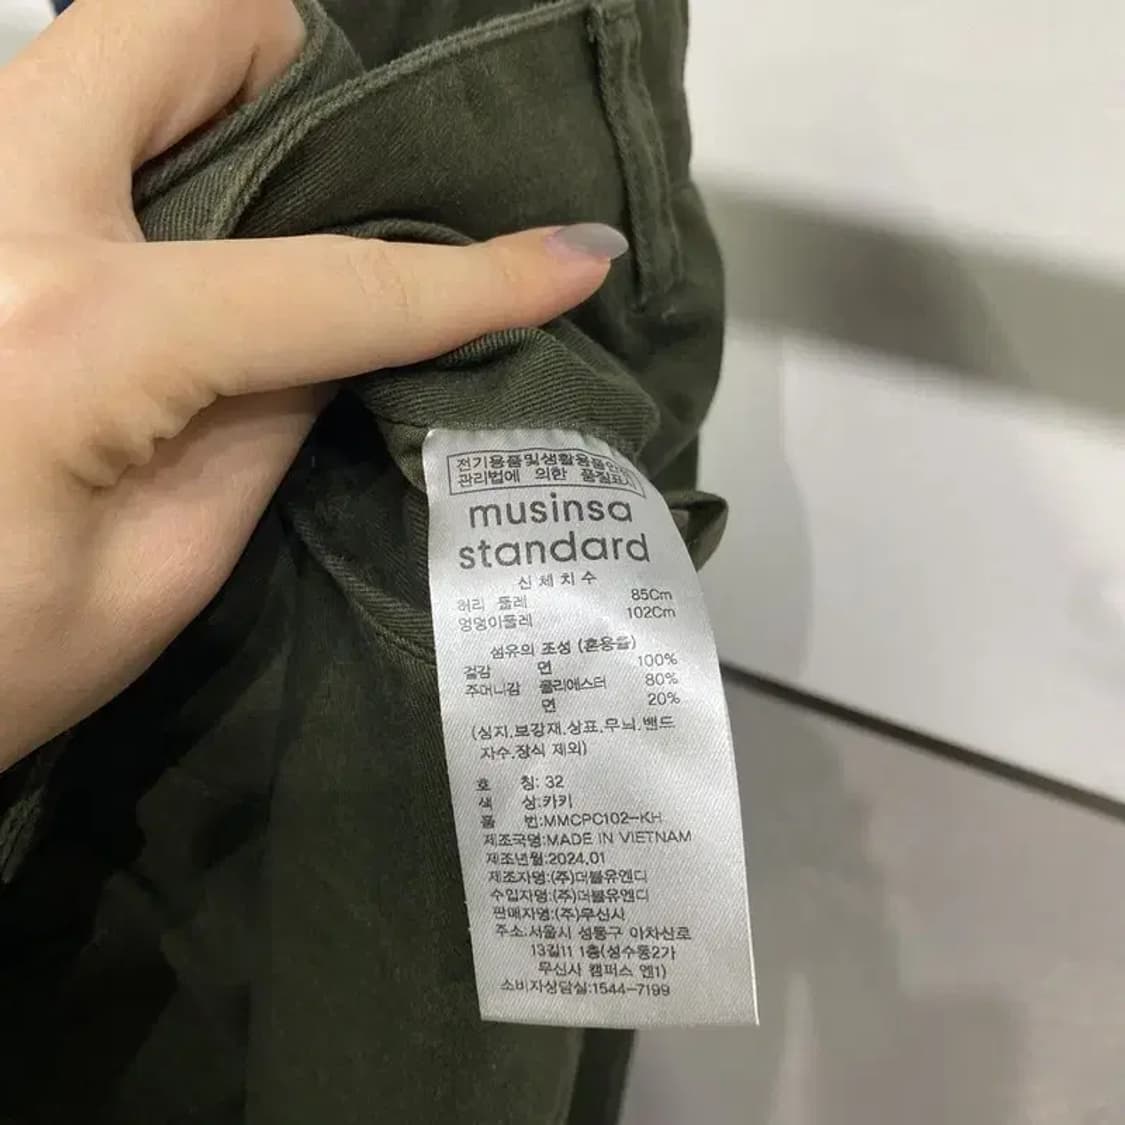 전기용품및생활용품안전
관리법에 의한 품질표시
musinsa
standard
신 체 치 수
허리 둘레 85Cm
엉덩이둘레 102Cm
섬유의 조성 (혼용율)
겉감 면 100%
주머니감 폴리에스터 80%
면 20%
(심지.보강재.상표.무늬.밴드
자수.장식 제외)
호 칭: 32
색 상:카키
품 번:MMCPC102-KH
제조국명:MADE IN VIETNAM
제조년월:2024.01
제조자명:(주)더블유엔디
수입자명:(주)더블유엔디
판매자명:(주)무신사
주소:서울시 성동구 아차산로
13길11 1층(성수동2가
무신사 캠퍼스 엔1)
소비자상담실:1544-7199